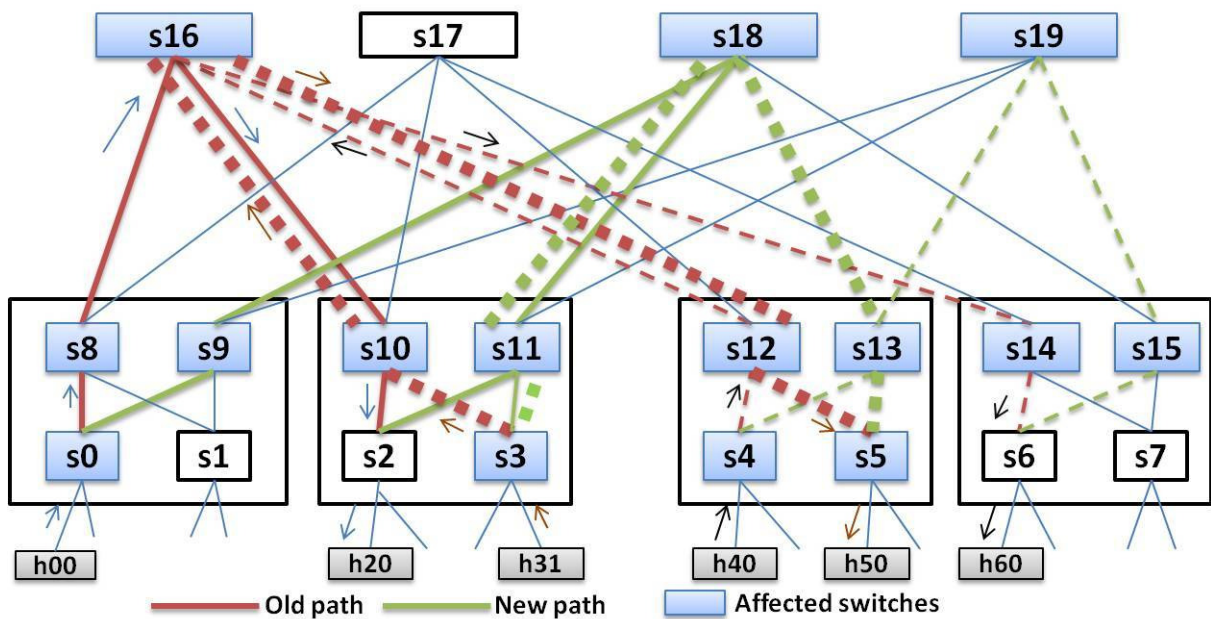 s16 s17 s18 s19
s8 s9 s10 s11 s12 s13 s14 s15
s0 s1 s2 s3 s4 s5 s6 s7
h00 h20 h31 h40 h50 h60
Old path New path Affected switches